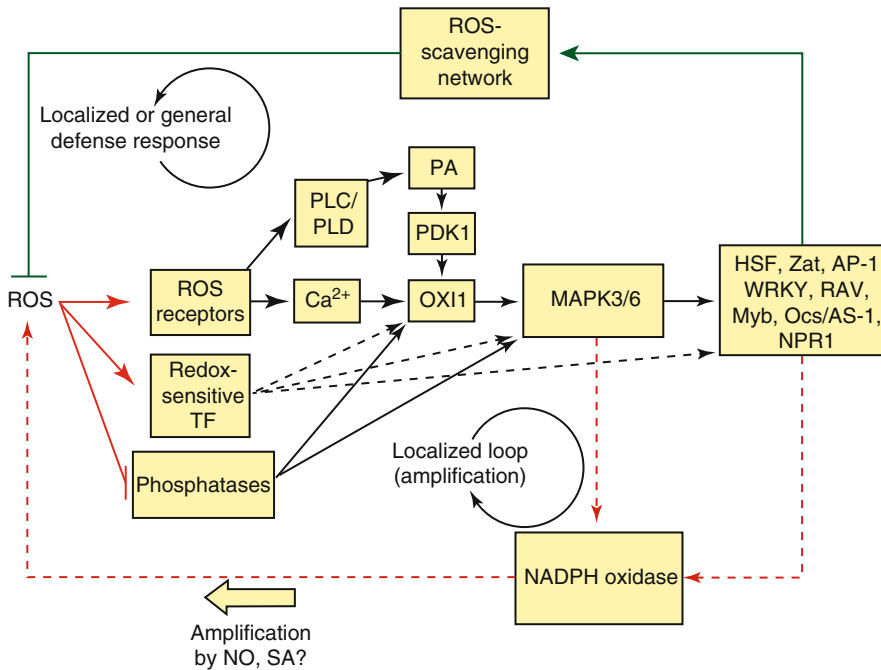 ROS-
scavenging
network
Localized or general
defense response
PA
PLC/
PLD
PDK1
ROS
ROS
receptors
Ca²⁺
OXI1
MAPK3/6
HSF, Zat, AP-1
WRKY, RAV,
Myb, Ocs/AS-1,
NPR1
Redox-
sensitive
TF
Phosphatases
Localized loop
(amplification)
NADPH oxidase
Amplification
by NO, SA?